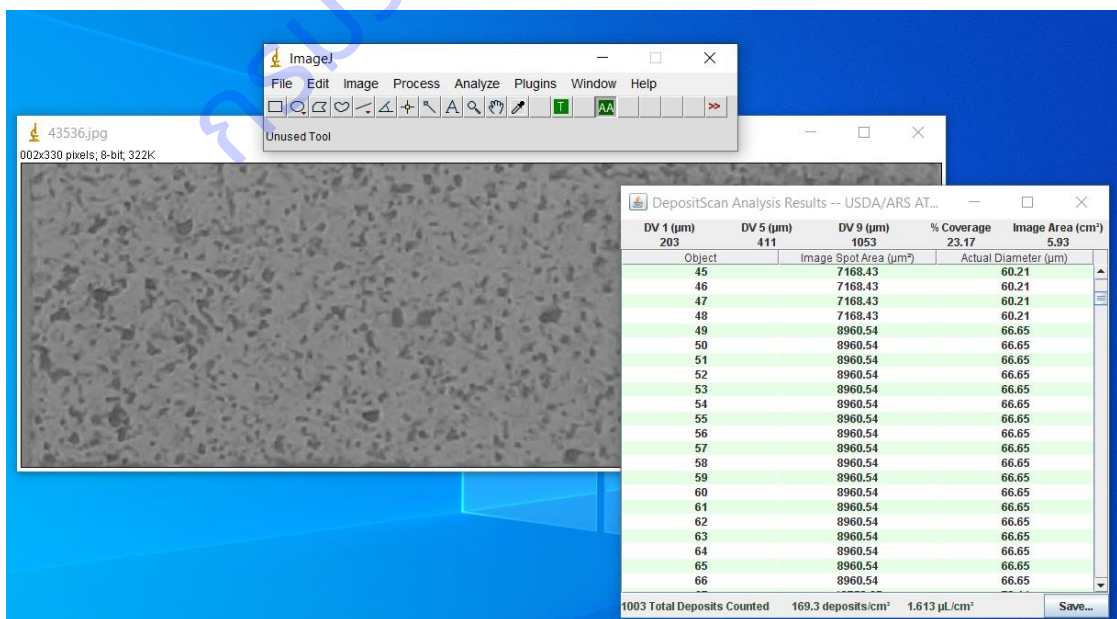 ImageJ
File Edit Image Process Analyze Plugins Window Help
A T AA >>
Unused Tool
43536.jpg
002x330 pixels; 8-bit; 322K
DepositScan Analysis Results -- USDA/ARS AT...
DV 1 (µm) DV 5 (µm) DV 9 (µm) % Coverage Image Area (cm²)
203 411 1053 23.17 5.93
Object Image Spot Area (µm²) Actual Diameter (µm)
45 7168.43 60.21
46 7168.43 60.21
47 7168.43 60.21
48 7168.43 60.21
49 8960.54 66.65
50 8960.54 66.65
51 8960.54 66.65
52 8960.54 66.65
53 8960.54 66.65
54 8960.54 66.65
55 8960.54 66.65
56 8960.54 66.65
57 8960.54 66.65
58 8960.54 66.65
59 8960.54 66.65
60 8960.54 66.65
61 8960.54 66.65
62 8960.54 66.65
63 8960.54 66.65
64 8960.54 66.65
65 8960.54 66.65
66 8960.54 66.65
1003 Total Deposits Counted 169.3 deposits/cm² 1.613 µL/cm² Save...